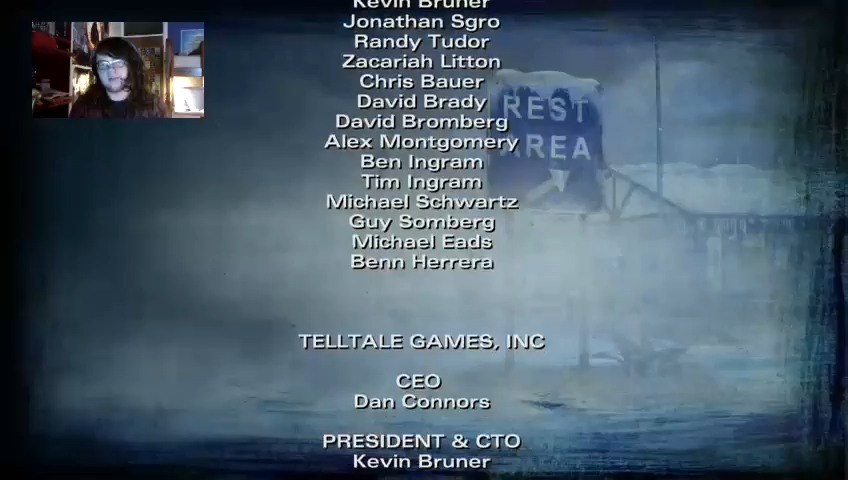 Kevin Bruner
Jonathan Sgro
Randy Tudor
Zacariah Litton
Chris Bauer
David Brady
David Bromberg
Alex Montgomery
Ben Ingram
Tim Ingram
Michael Schwartz
Guy Somberg
Michael Eads
Benn Herrera
REST
AREA
TELLTALE GAMES, INC
CEO
Dan Connors
PRESIDENT & CTO
Kevin Bruner